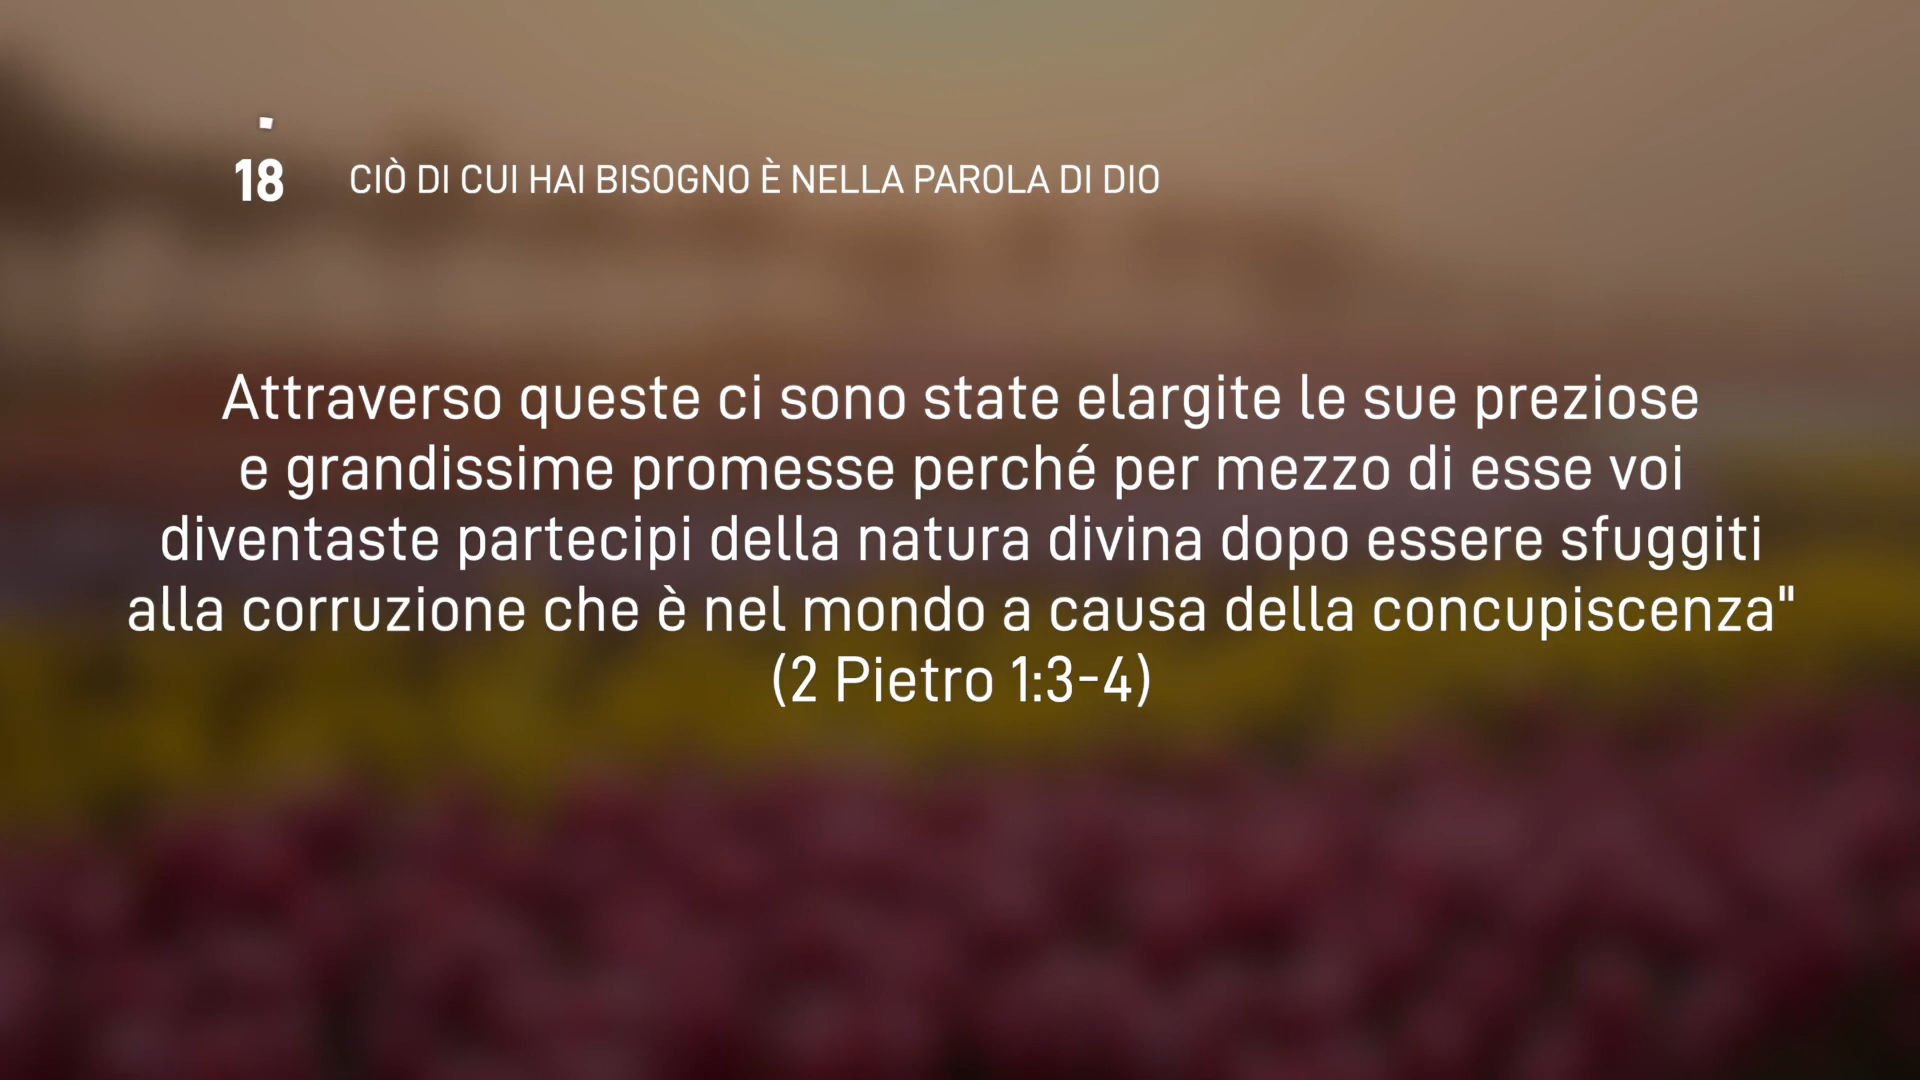 18 CIÒ DI CUI HAI BISOGNO È NELLA PAROLA DI DIO
Attraverso queste ci sono state elargite le sue preziose
e grandissime promesse perché per mezzo di esse voi
diventaste partecipi della natura divina dopo essere sfuggiti
alla corruzione che è nel mondo a causa della concupiscenza"
(2 Pietro 1:3-4)